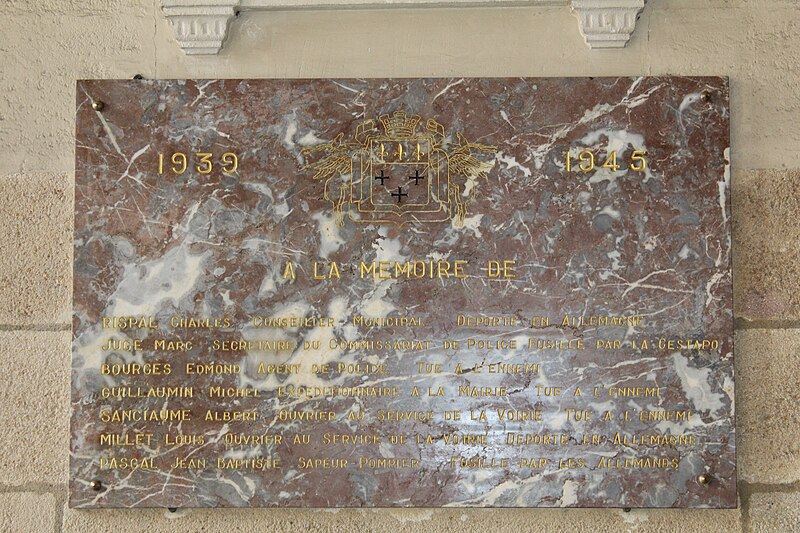 1939 1945
A LA MEMOIRE DE
RISPAL CHARLES CONSEILLER MUNICIPAL DEPORTE EN ALLEMAGNE
JUGE MARC SECRETAIRE DU COMMISSARIAT DE POLICE FUSILLÉ PAR LA GESTAPO
BOURGES EDMOND AGENT DE POLICE TUE A L'ENNEMI
GUILLAUMIN MICHEL EXPEDITIONNAIRE A LA MAIRIE TUE A L'ENNEMI
SANCIAUME ALBERT OUVRIER AU SERVICE DE LA VOIRIE TUE A L'ENNEMI
MILLET LOUIS OUVRIER AU SERVICE DE LA VOIRIE DEPORTE EN ALLEMAGNE
PASCAL JEAN BAPTISTE SAPEUR-POMPIER FUSILLE PAR LES ALLEMANDS